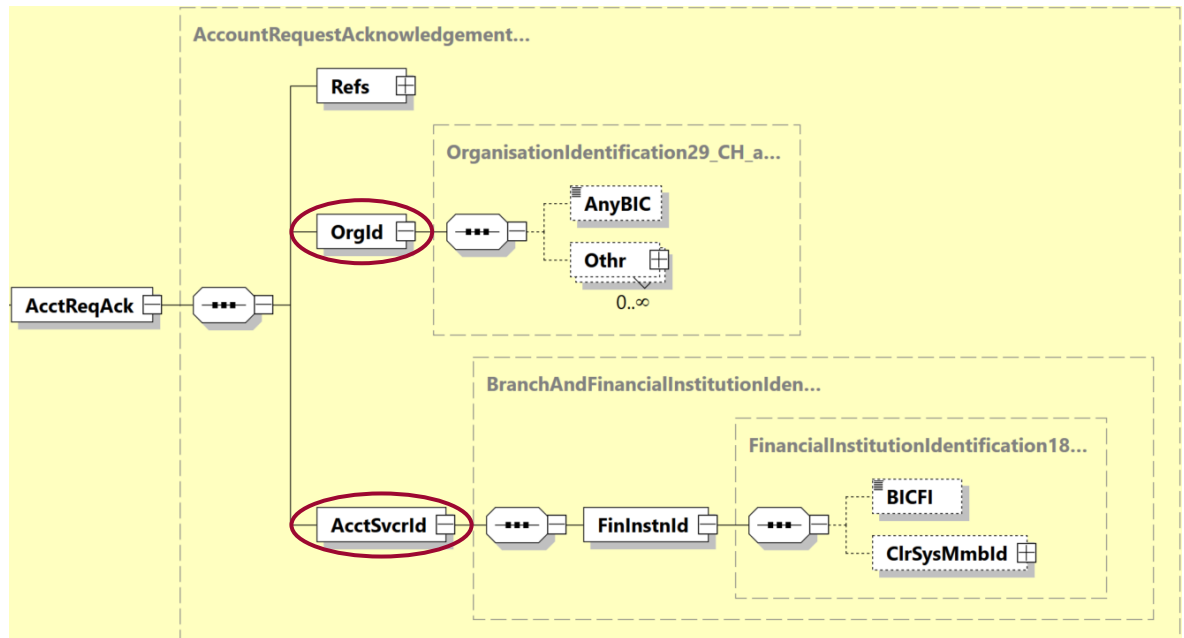 AccountRequestAcknowledgement...
Refs
OrganisationIdentification29_CH_a...
AnyBIC
OrgId
Othr
0..∞
AcctReqAck
BranchAndFinancialInstitutionIden...
FinancialInstitutionIdentification18...
BICFI
AcctSvcrId
FinInstnId
ClrSysMmbId